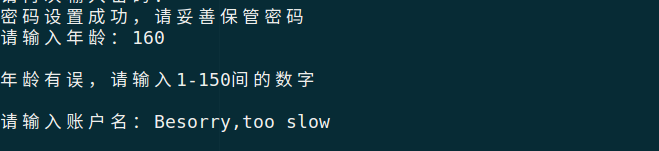 密码设置成功，请妥善保管密码
请输入年龄：160
年龄有误，请输入1-150间的数字
请输入账户名：Besorry,too slow